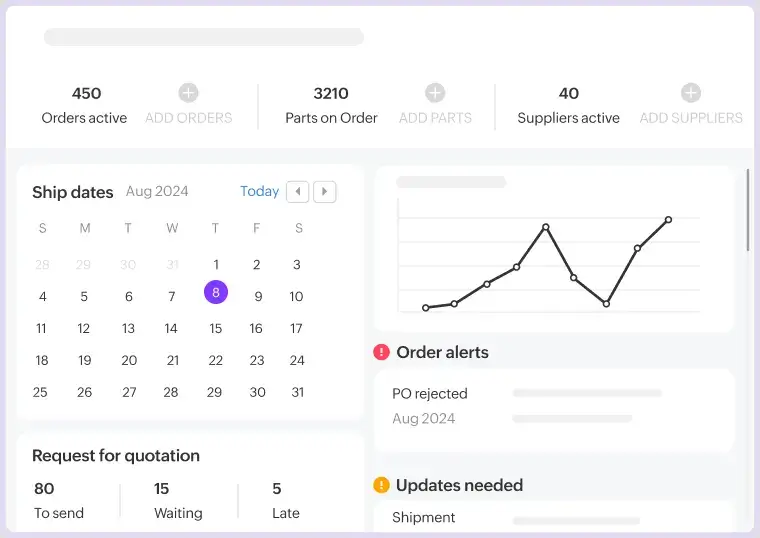 450
Orders active
ADD ORDERS
3210
Parts on Order
ADD PARTS
40
Suppliers active
ADD SUPPLIERS
Ship dates Aug 2024 Today
S M T W T F S
28 29 30 31 1 2 3
4 5 6 7 8 9 10
11 12 13 14 15 16 17
18 19 20 21 22 23 24
25 26 27 28 29 30 31
Request for quotation
80
To send
15
Waiting
5
Late
! Order alerts
PO rejected
Aug 2024
! Updates needed
Shipment